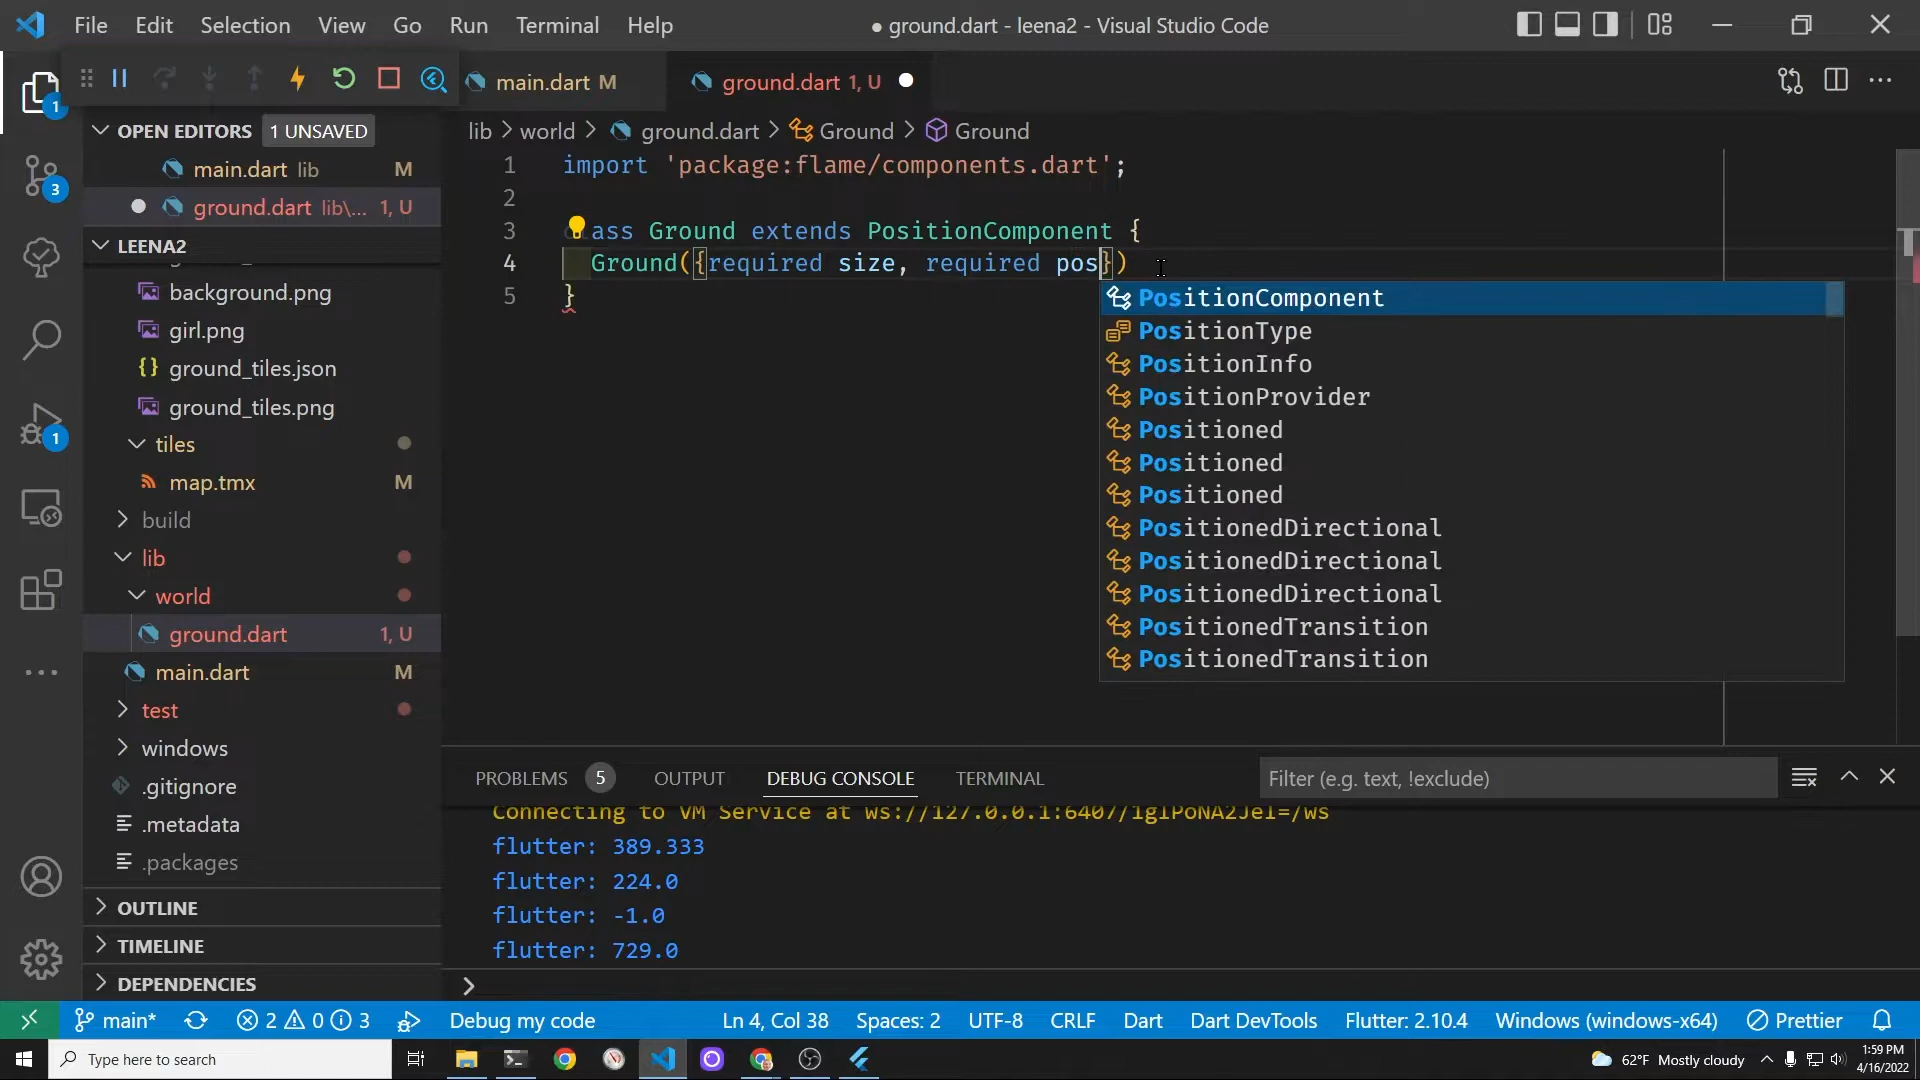 File Edit Selection View Go Run Terminal Help
● ground.dart - leena2 - Visual Studio Code
main.dart M
ground.dart 1, U
1
3
1
OPEN EDITORS 1 UNSAVED
main.dart lib M
ground.dart lib\... 1, U
LEENA2
background.png
girl.png
{} ground_tiles.json
ground_tiles.png
tiles
map.tmx M
build
lib
world
ground.dart 1, U
main.dart M
test
windows
.gitignore
.metadata
.packages
OUTLINE
TIMELINE
DEPENDENCIES
lib > world > ground.dart > Ground > Ground
1 import 'package:flame/components.dart';
2
3 ass Ground extends PositionComponent {
4 Ground({required size, required pos})
5 }
PositionComponent
PositionType
PositionInfo
PositionProvider
Positioned
Positioned
Positioned
PositionedDirectional
PositionedDirectional
PositionedDirectional
PositionedTransition
PositionedTransition
PROBLEMS 5 OUTPUT DEBUG CONSOLE TERMINAL
Filter (e.g. text, !exclude)
Connecting to VM Service at
flutter: 389.333
flutter: 224.0
flutter: -1.0
flutter: 729.0
>
main* 2 0 3 Debug my code Ln 4, Col 38 Spaces: 2 UTF-8 CRLF Dart Dart DevTools Flutter: 2.10.4 Windows (windows-x64) Prettier
Type here to search
62°F Mostly cloudy
1:59 PM
4/16/2022